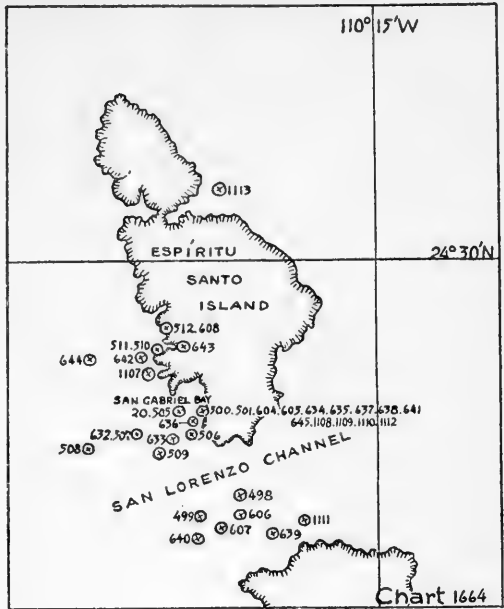 110° 15'W
1113
24° 30'N
ESPÍRITU
SANTO
ISLAND
512.608
511.510
643
644
642
1107
SAN GABRIEL BAY
20.505
500.501.604.605.634.635.637.638.641
645.1108.1109.1110.1112
636
632.507
633
506
508
509
SAN LORENZO CHANNEL
498
499
606
1111
607
639
640
Chart 1664